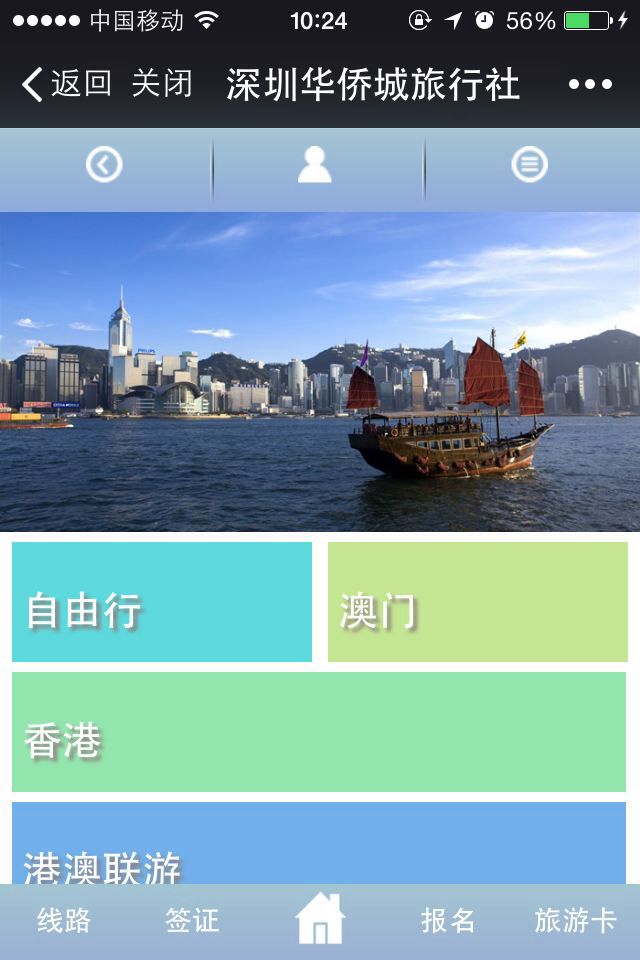 中国移动 10:24 56%
返回 关闭 深圳华侨城旅行社
PHILIPS
自由行 澳门
香港
港澳联游
线路 签证 报名 旅游卡